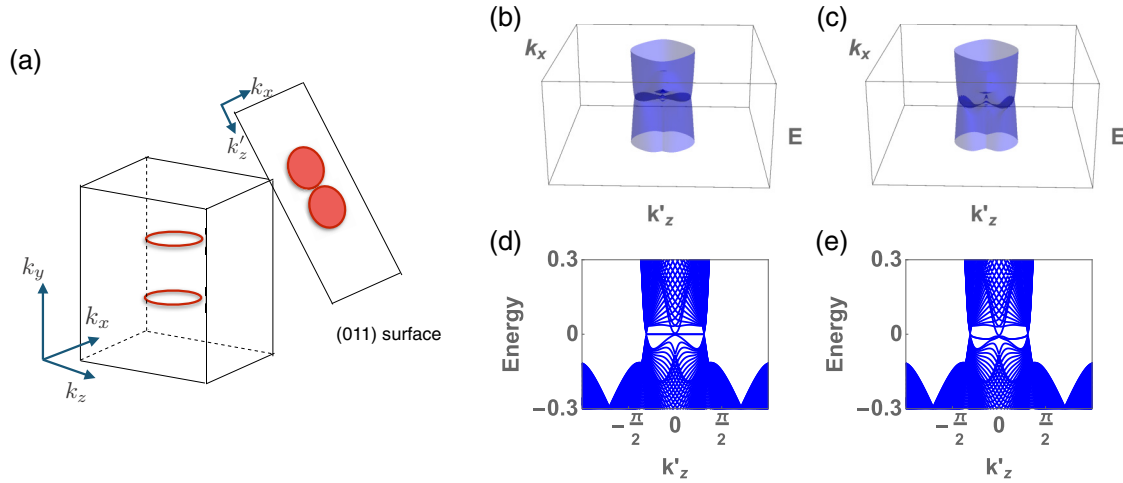 (a)
k_x
k'_z
k_y
k_x
k_z
(011) surface
(b)
k_x
E
k'_z
(c)
k_x
E
k'_z
(d)
0.3
Energy
0
−0.3
−π/2 0 π/2
k'_z
(e)
0.3
Energy
0
−0.3
−π/2 0 π/2
k'_z